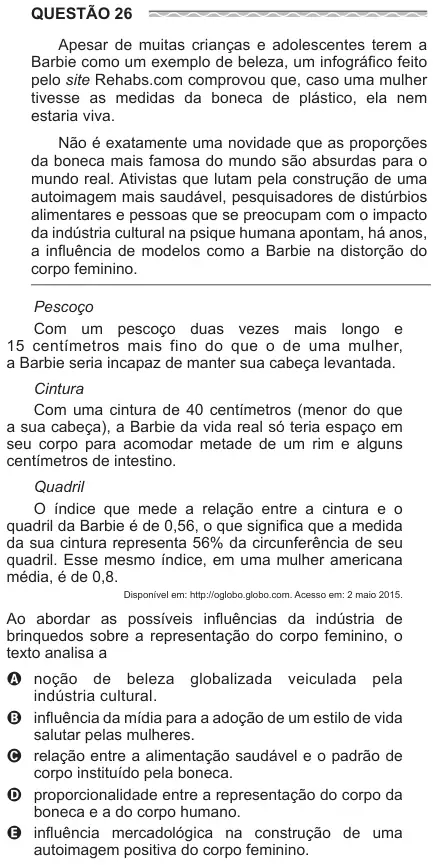 QUESTÃO 26
Apesar de muitas crianças e adolescentes terem a
Barbie como um exemplo de beleza, um infográfico feito
pelo site Rehabs.com comprovou que, caso uma mulher
tivesse as medidas da boneca de plástico, ela nem
estaria viva.
Não é exatamente uma novidade que as proporções
da boneca mais famosa do mundo são absurdas para o
mundo real. Ativistas que lutam pela construção de uma
autoimagem mais saudável, pesquisadores de distúrbios
alimentares e pessoas que se preocupam com o impacto
da indústria cultural na psique humana apontam, há anos,
a influência de modelos como a Barbie na distorção do
corpo feminino.
Pescoço
Com um pescoço duas vezes mais longo e
15 centímetros mais fino do que o de uma mulher,
a Barbie seria incapaz de manter sua cabeça levantada.
Cintura
Com uma cintura de 40 centímetros (menor do que
a sua cabeça), a Barbie da vida real só teria espaço em
seu corpo para acomodar metade de um rim e alguns
centímetros de intestino.
Quadril
O índice que mede a relação entre a cintura e o
quadril da Barbie é de 0,56, o que significa que a medida
da sua cintura representa 56% da circunferência de seu
quadril. Esse mesmo índice, em uma mulher americana
média, é de 0,8.
Disponível em: http://oglobo.globo.com. Acesso em: 2 maio 2015.
Ao abordar as possíveis influências da indústria de
brinquedos sobre a representação do corpo feminino, o
texto analisa a
A noção de beleza globalizada veiculada pela
indústria cultural.
B influência da mídia para a adoção de um estilo de vida
salutar pelas mulheres.
C relação entre a alimentação saudável e o padrão de
corpo instituído pela boneca.
D proporcionalidade entre a representação do corpo da
boneca e a do corpo humano.
E influência mercadológica na construção de uma
autoimagem positiva do corpo feminino.